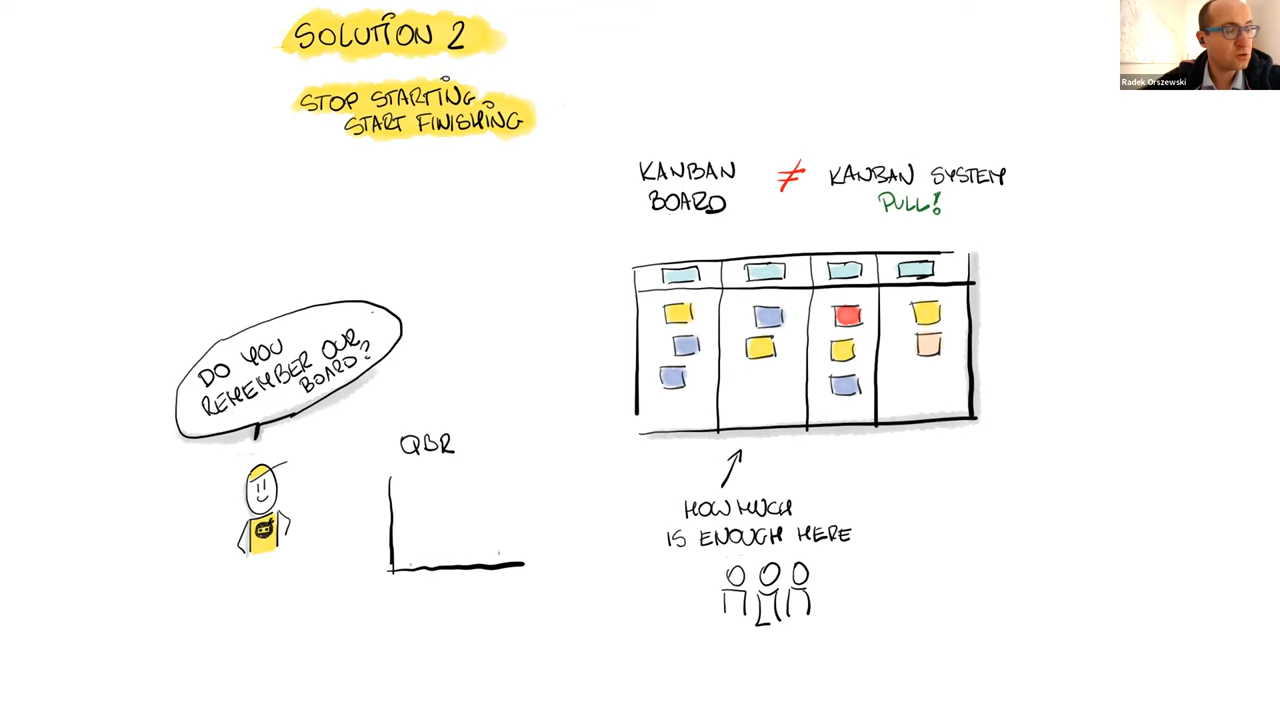 SOLUTION 2
STOP STARTING,
START FINISHING
Radek Orszewski
KANBAN
BOARD
≠
KANBAN SYSTEM
PULL!
DO YOU
REMEMBER OUR
BOARD?
QBR
HOW MUCH
IS ENOUGH HERE